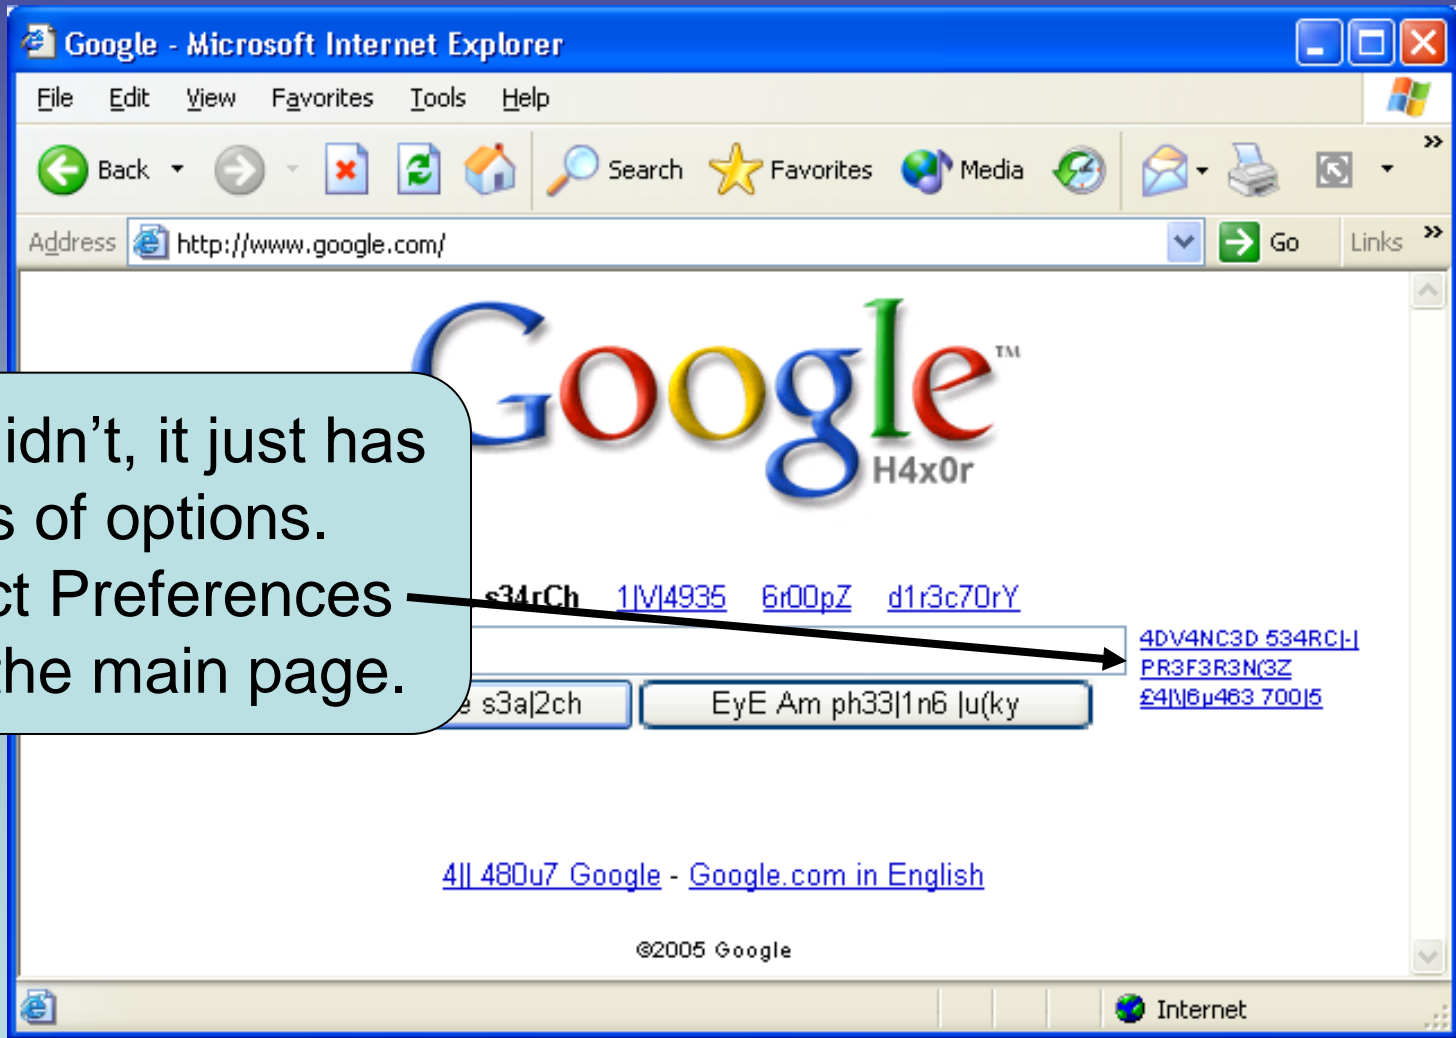 Google - Microsoft Internet Explorer
File Edit View Favorites Tools Help
Back Search Favorites Media »
Address http://www.google.com/ Go Links »
Google™
H4x0r
idn’t, it just has
s of options.
ct Preferences
the main page.
s34rCh 1|V|4935 6r00pZ d1r3c70rY
4DV4NC3D 534RC|-|
PR3F3R3N(3Z
£4|\|6µ463 700|5
s3a|2ch EyE Am ph33|1n6 |u(ky
4|| 480u7 Google - Google.com in English
©2005 Google
Internet